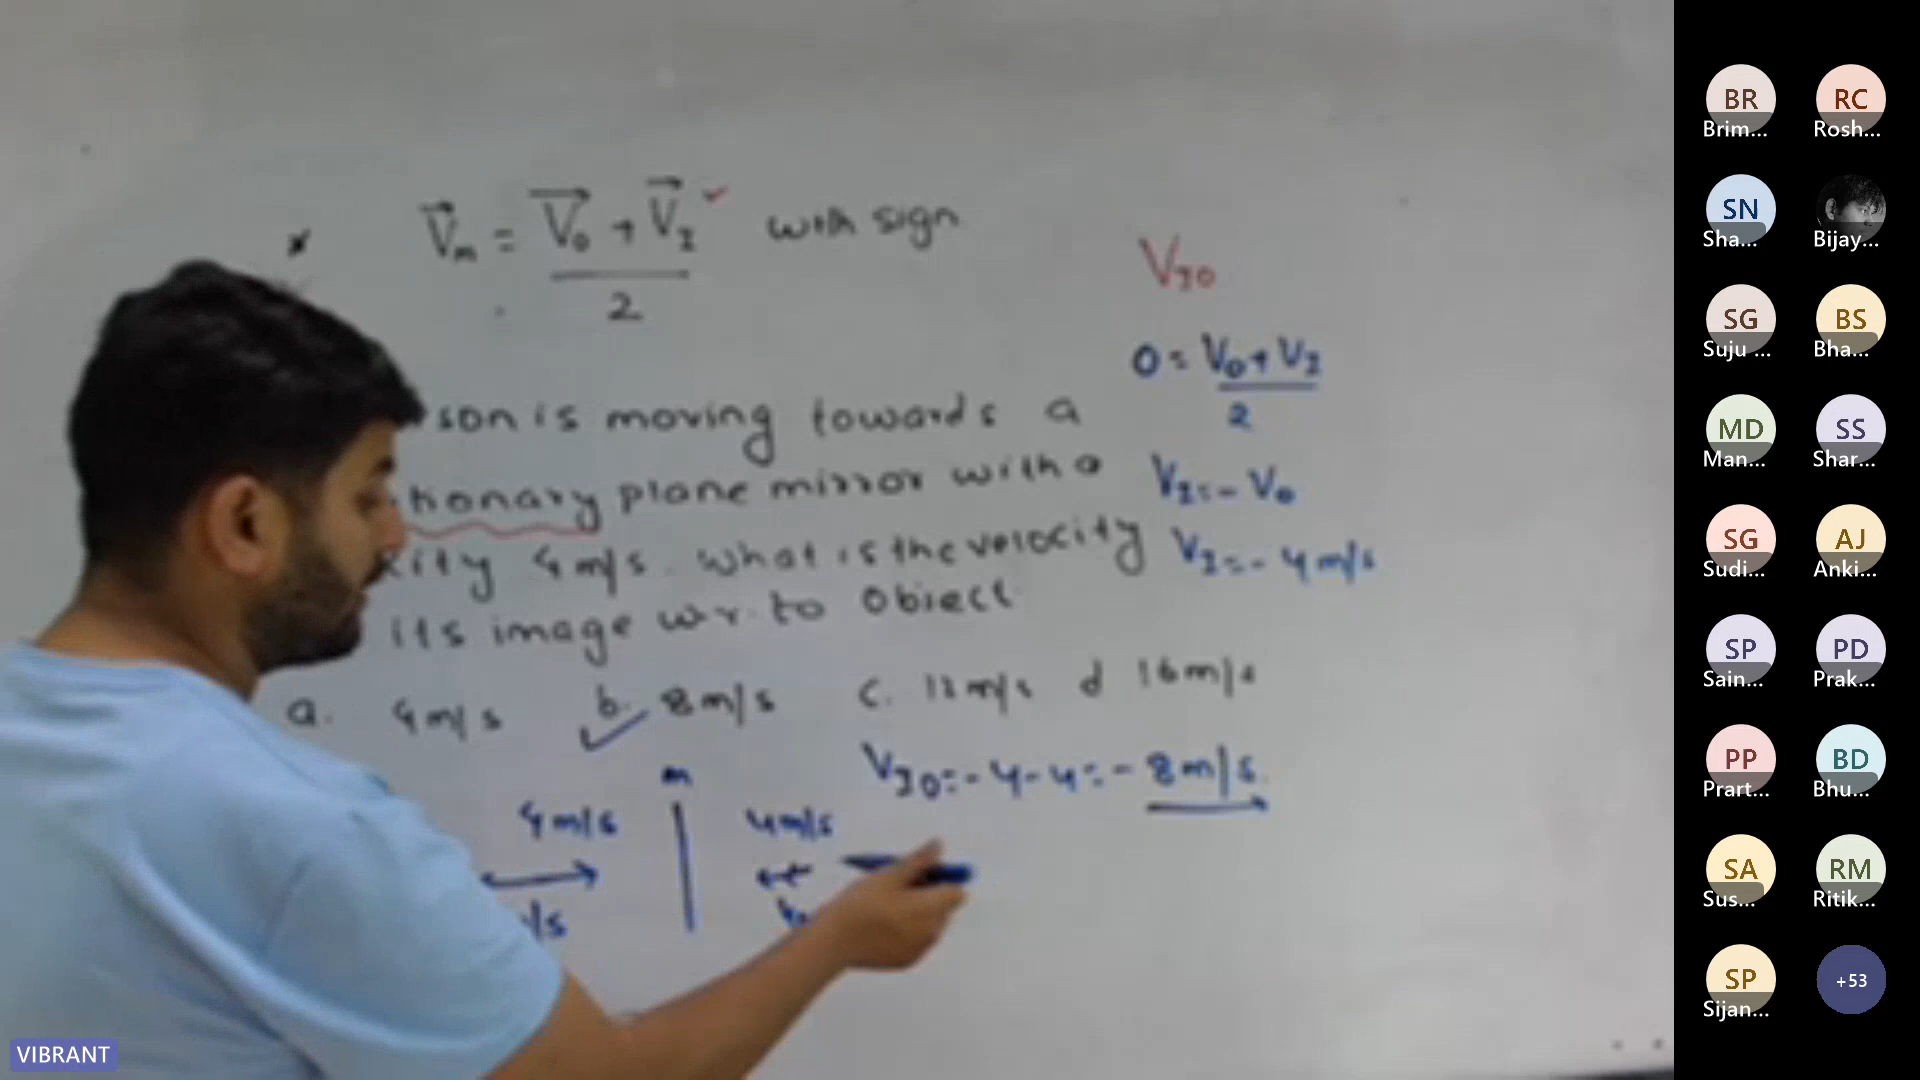 * V⃗m = V⃗o + V⃗I ✓ with sign
2
VIO
0 = Vo + VI
2
VI = - Vo
VI = - 4 m/s
son is moving towards a
tionary plane mirror with a
ity 4 m/s. what is the velocity
its image w.r. to Object
a. 4 m/s b. 8 m/s c. 12 m/s d 16 m/s
VIO = - 4 - 4 = - 8 m/s.
m
4 m/s 4 m/s
/s
VIBRANT
BR RC
Brim... Rosh...
SN
Sha... Bijay...
SG BS
Suju ... Bha...
MD SS
Man... Shar...
SG AJ
Sudi... Anki...
SP PD
Sain... Prak...
PP BD
Prart... Bhu...
SA RM
Sus... Ritik...
SP +53
Sijan...